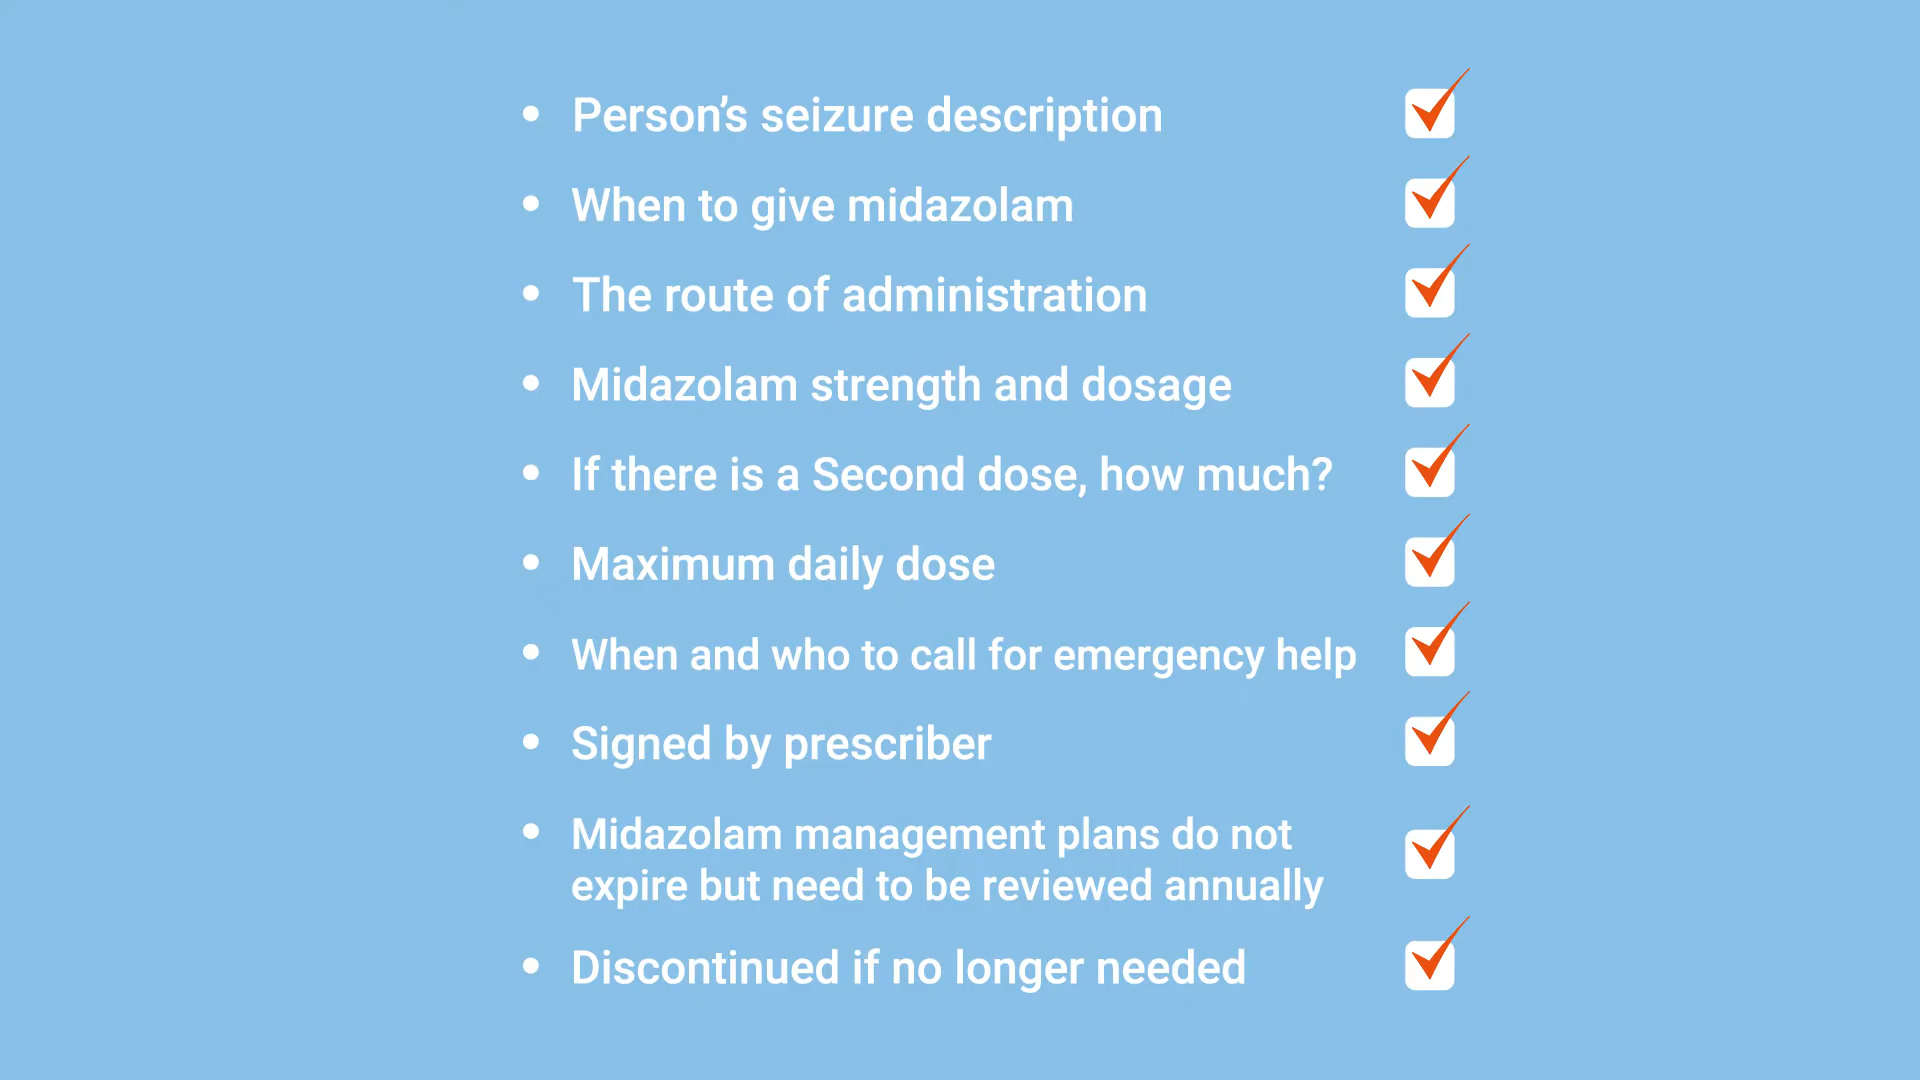 • Person’s seizure description
• When to give midazolam
• The route of administration
• Midazolam strength and dosage
• If there is a Second dose, how much?
• Maximum daily dose
• When and who to call for emergency help
• Signed by prescriber
• Midazolam management plans do not
expire but need to be reviewed annually
• Discontinued if no longer needed